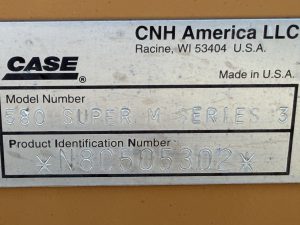 CNH America LLC
Racine, WI 53404 U.S.A.
CASE®
Made in U.S.A.
Model Number
580 SUPER M SERIES 3
Product Identification Number
*N8C505302*